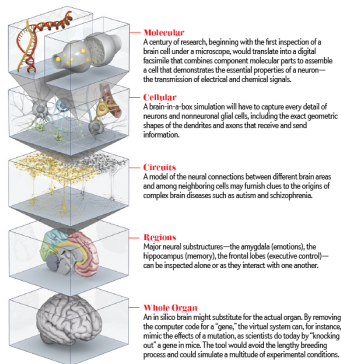 Molecular
A century of research, beginning with the first inspection of a
brain cell under a microscope, would translate into a digital
facsimile that combines component molecular parts to assemble
a cell that demonstrates the essential properties of a neuron—
the transmission of electrical and chemical signals.
Cellular
A brain-in-a-box simulation will have to capture every detail of
neurons and nonneuronal glial cells, including the exact geometric
shapes of the dendrites and axons that receive and send
information.
Circuits
A model of the neural connections between different brain areas
and among neighboring cells may furnish clues to the origins of
complex brain diseases such as autism and schizophrenia.
Regions
Major neural substructures—the amygdala (emotions), the
hippocampus (memory), the frontal lobes (executive control)—
can be inspected alone or as they interact with one another.
Whole Organ
An in silico brain might substitute for the actual organ. By removing
the computer code for a “gene,” the virtual system can, for instance,
mimic the effects of a mutation, as scientists do today by “knocking
out” a gene in mice. The tool would avoid the lengthy breeding
process and could simulate a multitude of experimental conditions.